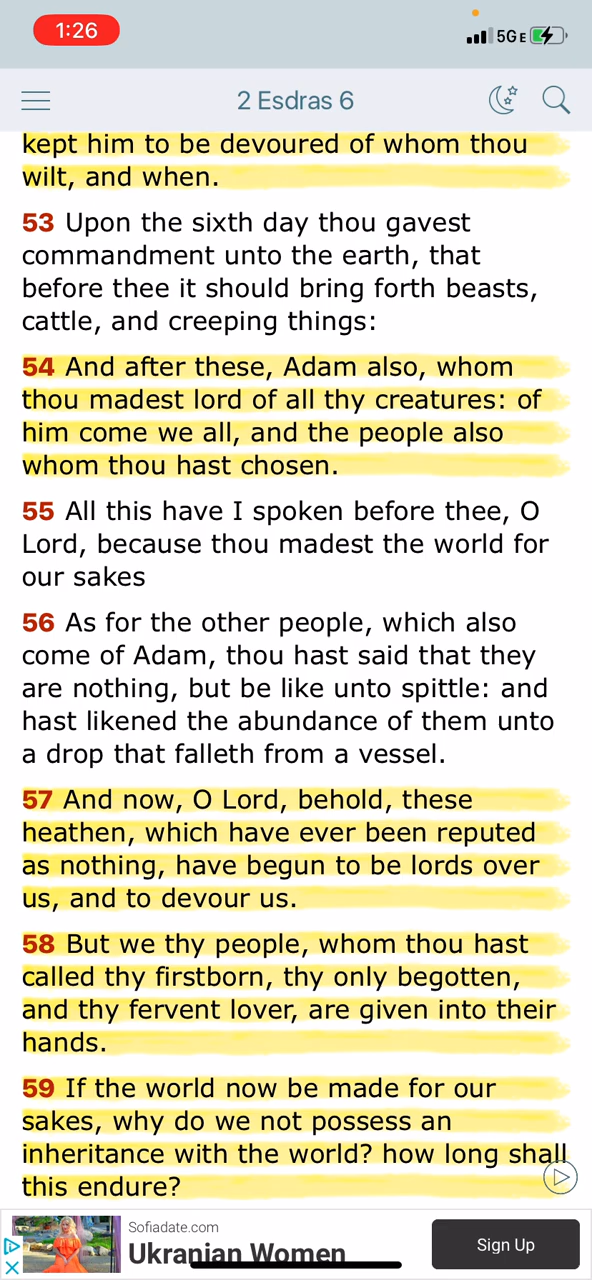 1:26
5GE
2 Esdras 6
kept him to be devoured of whom thou
wilt, and when.
53 Upon the sixth day thou gavest
commandment unto the earth, that
before thee it should bring forth beasts,
cattle, and creeping things:
54 And after these, Adam also, whom
thou madest lord of all thy creatures: of
him come we all, and the people also
whom thou hast chosen.
55 All this have I spoken before thee, O
Lord, because thou madest the world for
our sakes
56 As for the other people, which also
come of Adam, thou hast said that they
are nothing, but be like unto spittle: and
hast likened the abundance of them unto
a drop that falleth from a vessel.
57 And now, O Lord, behold, these
heathen, which have ever been reputed
as nothing, have begun to be lords over
us, and to devour us.
58 But we thy people, whom thou hast
called thy firstborn, thy only begotten,
and thy fervent lover, are given into their
hands.
59 If the world now be made for our
sakes, why do we not possess an
inheritance with the world? how long shall
this endure?
Sofiadate.com
Ukranian Women
Sign Up